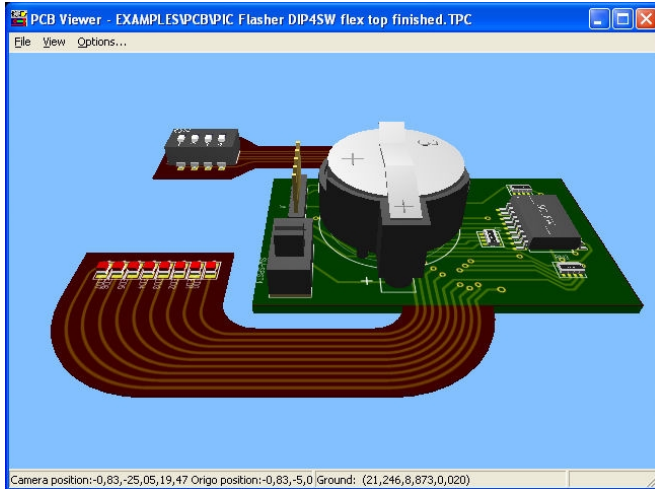 PCB Viewer - EXAMPLES\PCB\PIC Flasher DIP4SW flex top finished.TPC
File View Options...
+
+
+
Camera position:-0,83,-25,05,19,47 Origo position:-0,83,-5,0 Ground: (21,246,8,873,0,020)